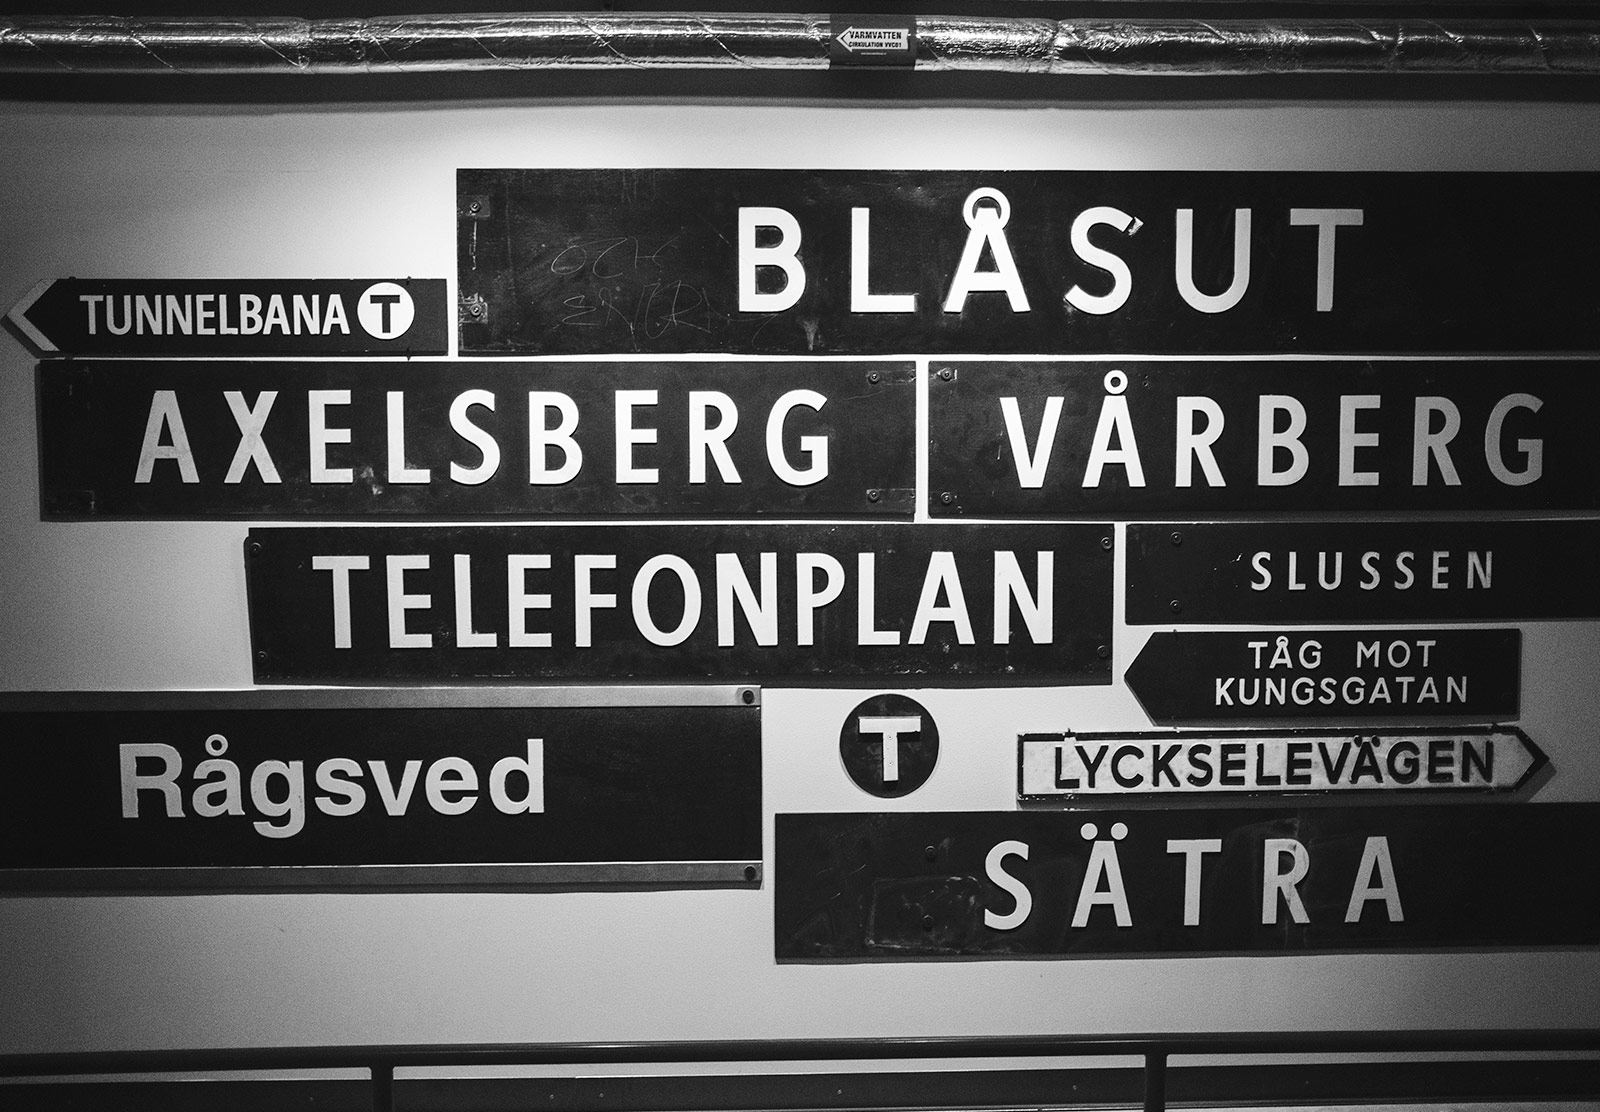 VARMVATTEN
CIRKULATION VVC01
BLÅSUT
TUNNELBANA T
AXELSBERG
VÅRBERG
TELEFONPLAN
SLUSSEN
TÅG MOT
KUNGSGATAN
T
LYCKSELEVÄGEN
Rågsved
SÄTRA